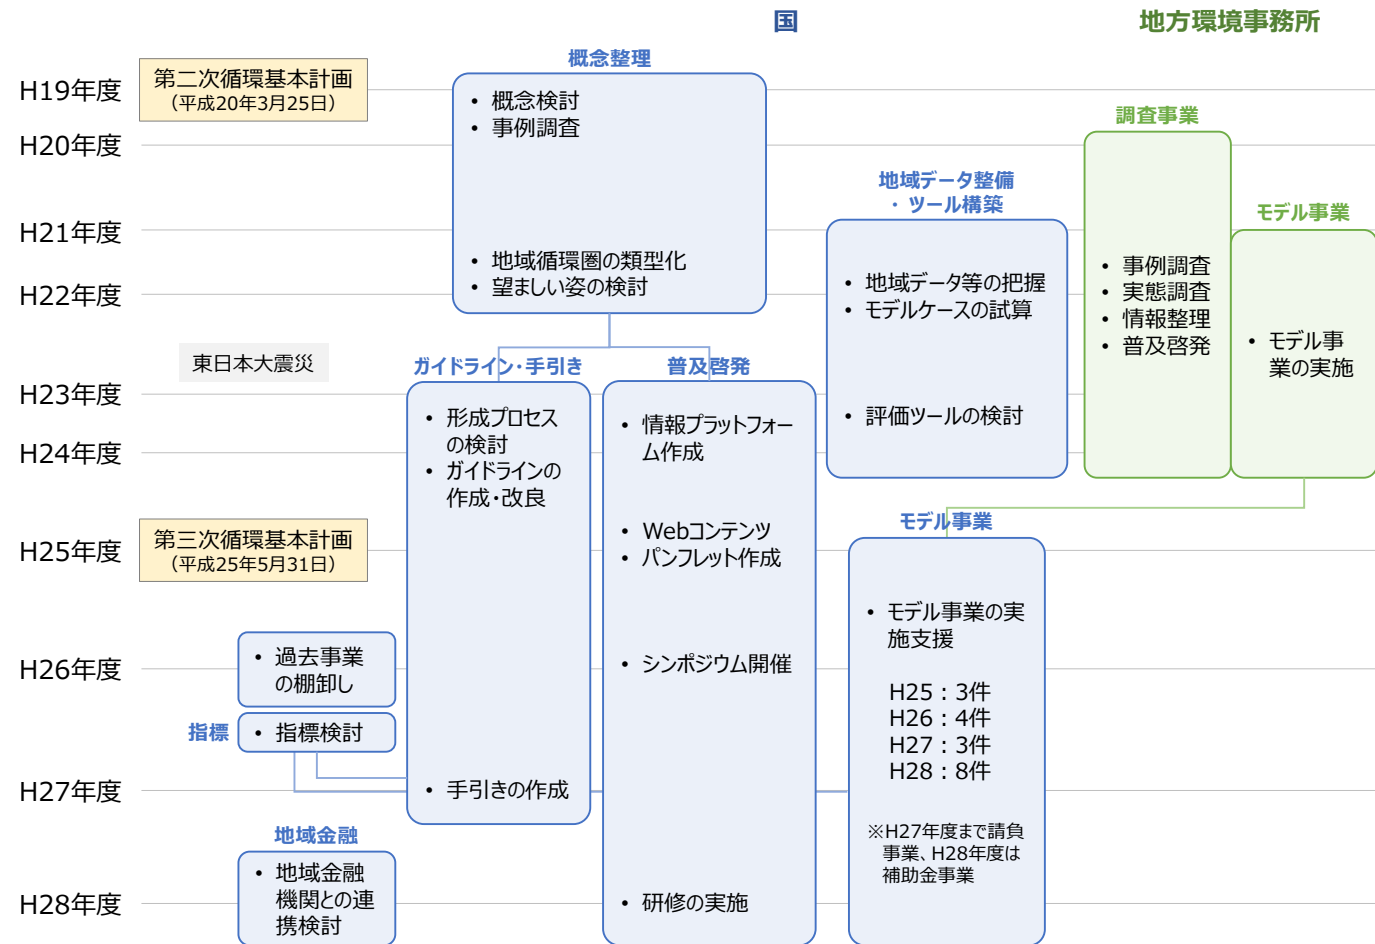 国
地方環境事務所
概念整理
H19年度
第二次循環基本計画
（平成20年3月25日）
• 概念検討
• 事例調査
調査事業
H20年度
地域データ整備
・ ツール構築
モデル事業
H21年度
• 地域循環圏の類型化
• 望ましい姿の検討
H22年度
• 地域データ等の把握
• モデルケースの試算
• 事例調査
• 実態調査
• 情報整理
• 普及啓発
• モデル事
業の実施
東日本大震災
ガイドライン・手引き
普及啓発
H23年度
• 形成プロセス
の検討
• ガイドラインの
作成・改良
• 情報プラットフォー
ム作成
• 評価ツールの検討
H24年度
モデル事業
H25年度
第三次循環基本計画
（平成25年5月31日）
• Webコンテンツ
• パンフレット作成
• モデル事業の実
施支援
H26年度
• 過去事業
の棚卸し
• シンポジウム開催
H25：3件
H26：4件
H27：3件
H28：8件
指標
• 指標検討
H27年度
• 手引きの作成
※H27年度まで請負
事業、H28年度は
補助金事業
地域金融
• 地域金融
機関との連
携検討
H28年度
• 研修の実施